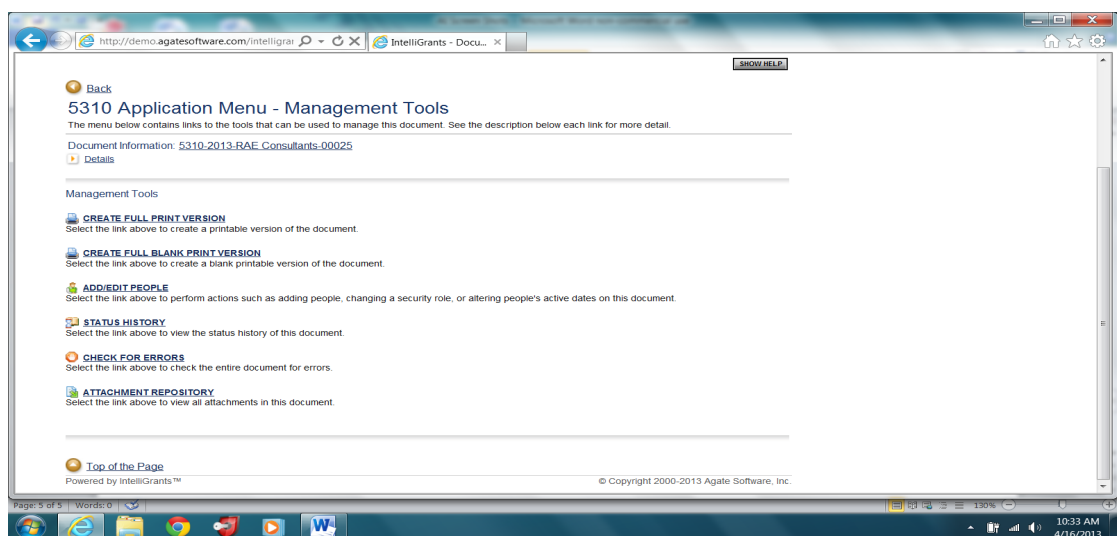 http://demo.agatesoftware.com/intelligrar
IntelliGrants - Docu...
SHOW HELP
Back
5310 Application Menu - Management Tools
The menu below contains links to the tools that can be used to manage this document. See the description below each link for more detail.
Document Information: 5310-2013-RAE Consultants-00025
Details
Management Tools
CREATE FULL PRINT VERSION
Select the link above to create a printable version of the document.
CREATE FULL BLANK PRINT VERSION
Select the link above to create a blank printable version of the document.
ADD/EDIT PEOPLE
Select the link above to perform actions such as adding people, changing a security role, or altering people's active dates on this document.
STATUS HISTORY
Select the link above to view the status history of this document.
CHECK FOR ERRORS
Select the link above to check the entire document for errors.
ATTACHMENT REPOSITORY
Select the link above to view all attachments in this document.
Top of the Page
Powered by IntelliGrants™ © Copyright 2000-2013 Agate Software, Inc.
Page: 5 of 5 Words: 0 130%
10:33 AM
4/16/2013